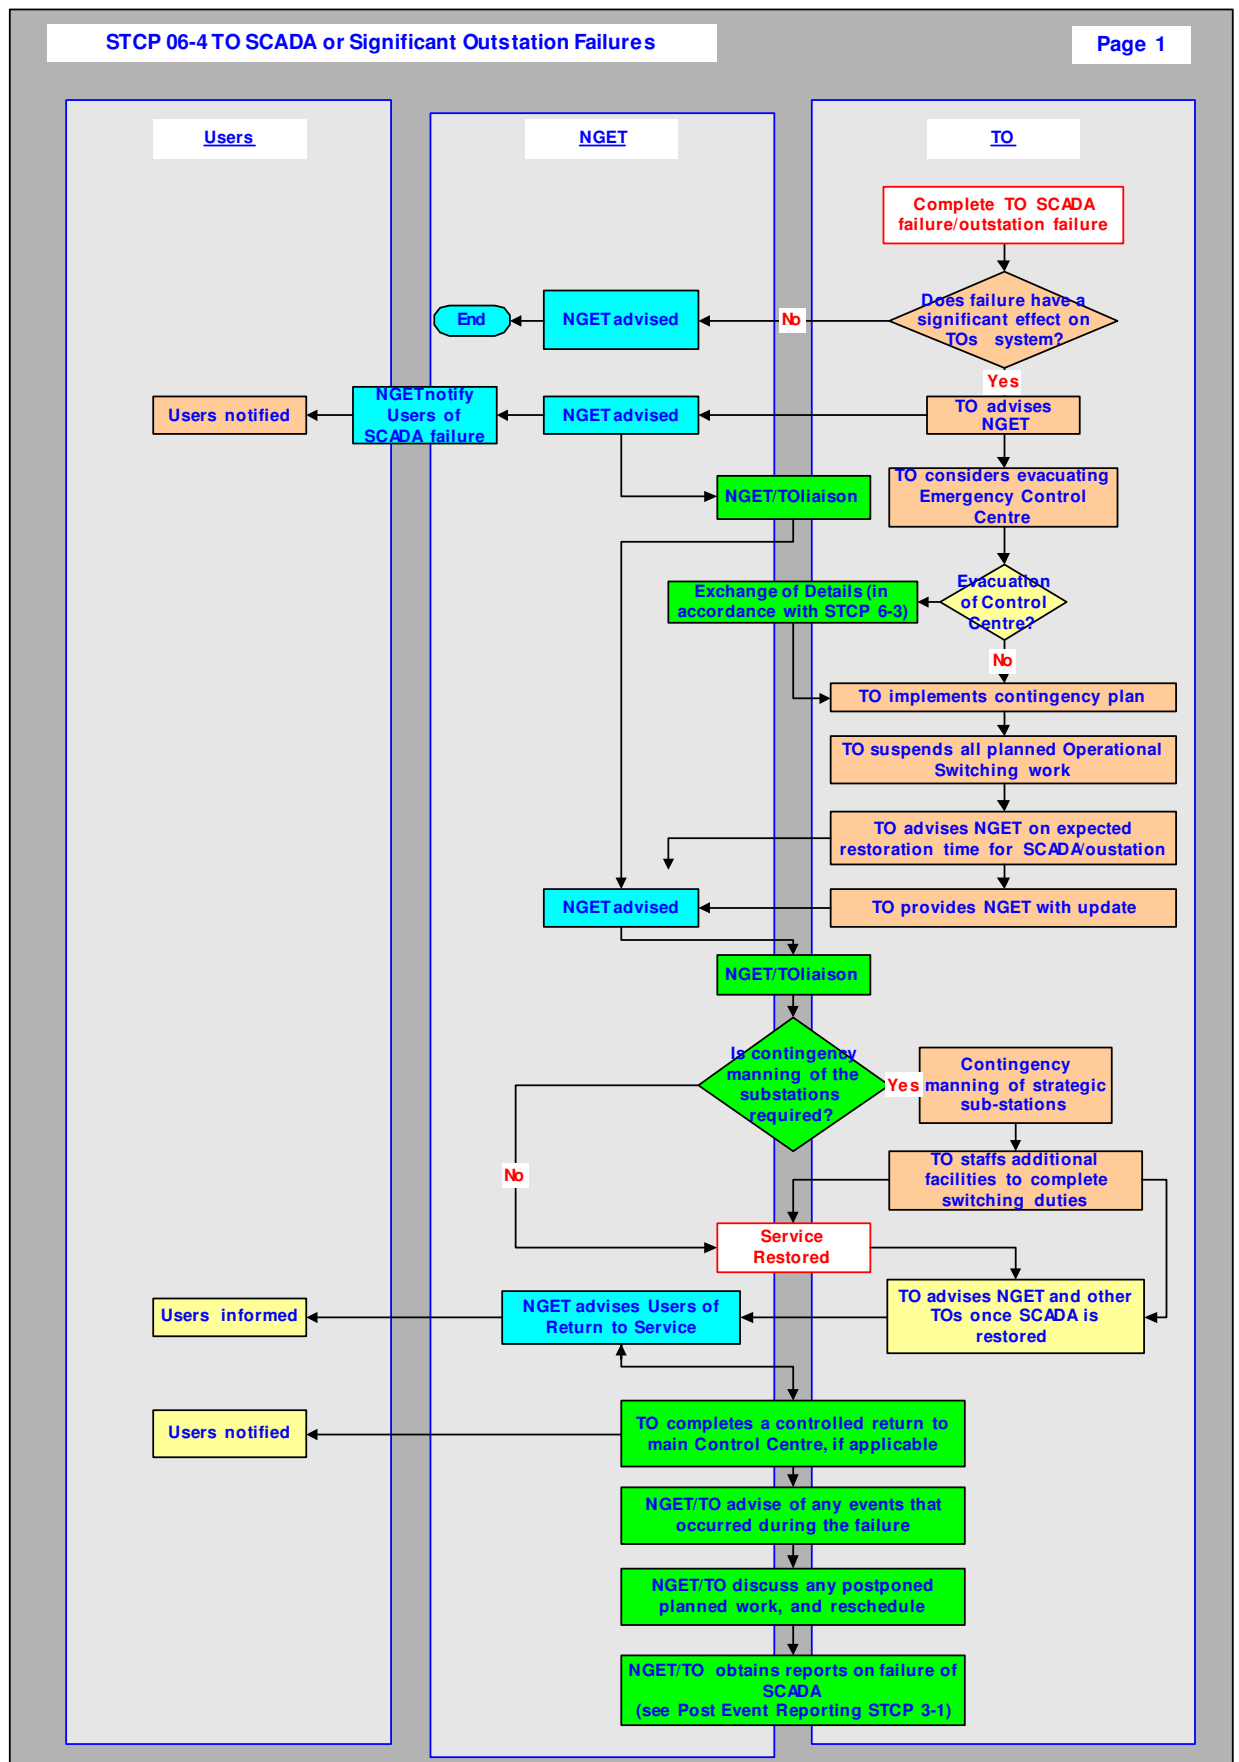 STCP 06-4 TO SCADA or Significant Outstation Failures
Page 1
Users
NGET
TO
Complete TO SCADA
failure/outstation failure
Does failure have a
significant effect on
TOs system?
No
NGET advised
End
Yes
TO advises
NGET
NGET advised
NGET notify
Users of
SCADA failure
Users notified
NGET/TO liaison
TO considers evacuating
Emergency Control
Centre
Evacuation
of Control
Centre?
Exchange of Details (in
accordance with STCP 6-3)
No
TO implements contingency plan
TO suspends all planned Operational
Switching work
TO advises NGET on expected
restoration time for SCADA/oustation
NGET advised
TO provides NGET with update
NGET/TO liaison
Is contingency
manning of the
substations
required?
Yes
Contingency
manning of strategic
sub-stations
No
TO staffs additional
facilities to complete
switching duties
Service
Restored
TO advises NGET and other
TOs once SCADA is
restored
NGET advises Users of
Return to Service
Users informed
TO completes a controlled return to
main Control Centre, if applicable
Users notified
NGET/TO advise of any events that
occurred during the failure
NGET/TO discuss any postponed
planned work, and reschedule
NGET/TO obtains reports on failure of
SCADA
(see Post Event Reporting STCP 3-1)